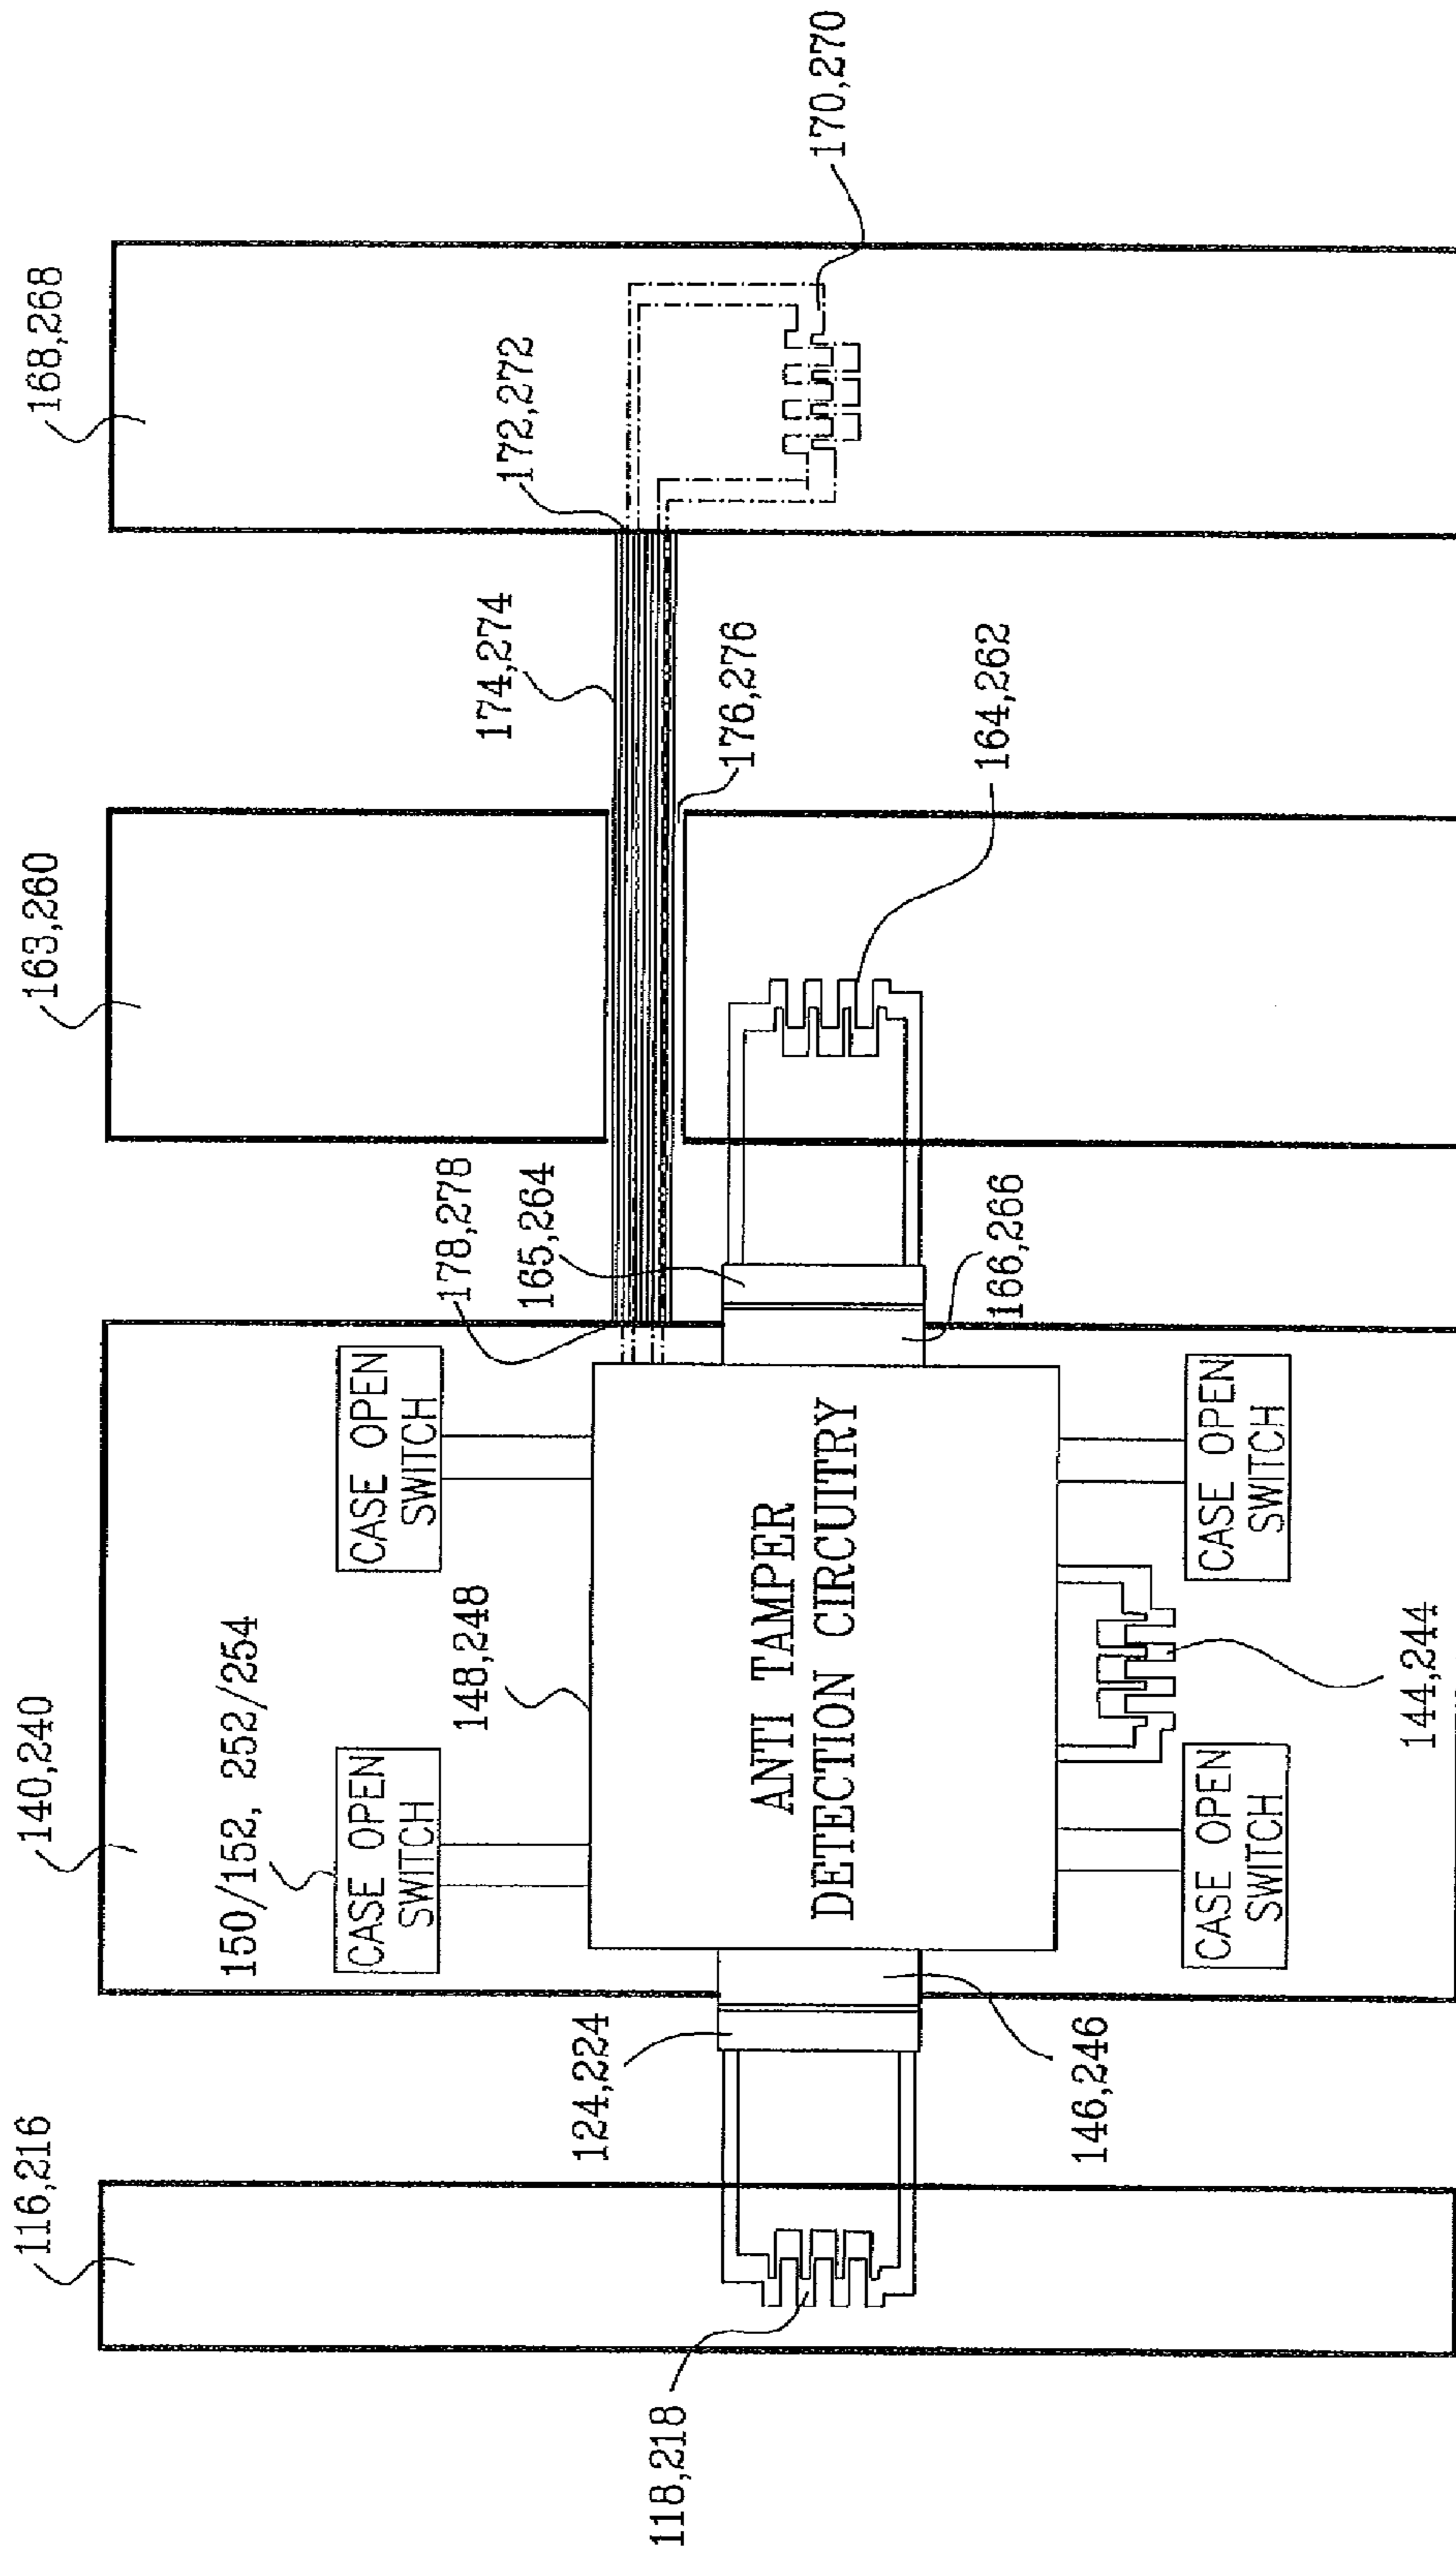 116,216
140,240
163,260
168,268
150/152, 252/254
CASE OPEN
SWITCH
CASE OPEN
SWITCH
148,248
178,278
174,274
172,272
165,264
124,224
ANTI TAMPER
DETECTION CIRCUITRY
118,218
176,276
170,270
146,246
166,266
164,262
CASE OPEN
SWITCH
CASE OPEN
SWITCH
144,244